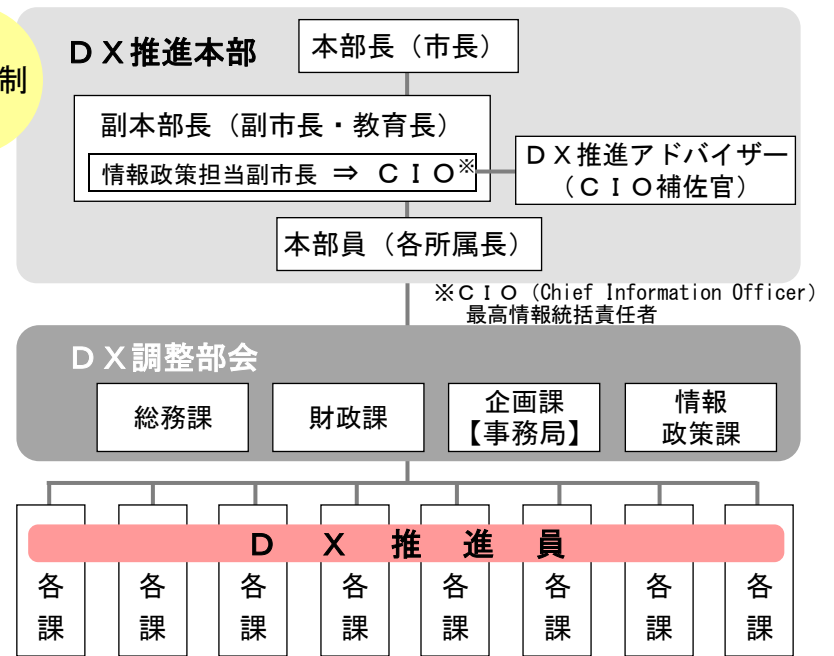 制
ＤＸ推進本部
本部長（市長）
副本部長（副市長・教育長）
情報政策担当副市長 ⇒ ＣＩＯ※
ＤＸ推進アドバイザー
（ＣＩＯ補佐官）
本部員（各所属長）
※ＣＩＯ（Chief Information Officer）
最高情報統括責任者
ＤＸ調整部会
総務課
財政課
企画課
【事務局】
情報
政策課
ＤＸ推進員
各課
各課
各課
各課
各課
各課
各課
各課